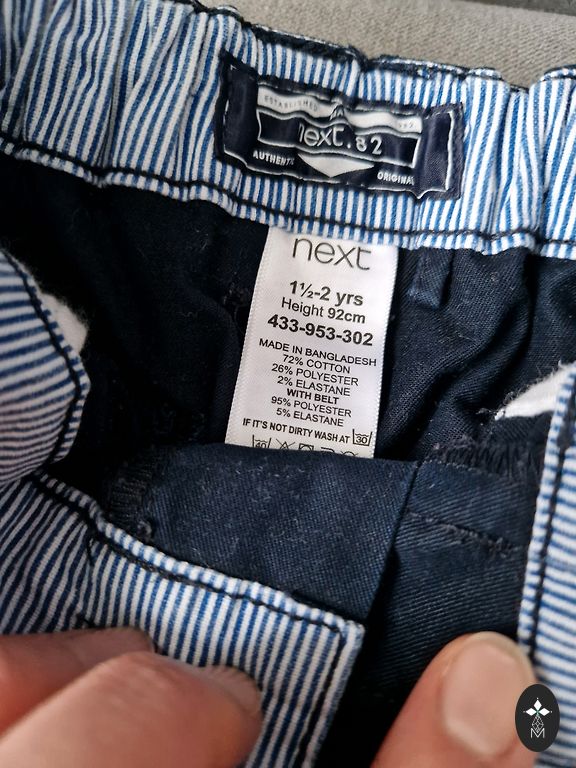 ESTABLISHED
next.82
AUTHENTIC ORIGINAL
next
1½-2 yrs
Height 92cm
433-953-302
MADE IN BANGLADESH
72% COTTON
26% POLYESTER
2% ELASTANE
WITH BELT
95% POLYESTER
5% ELASTANE
IF IT'S NOT DIRTY WASH AT 30
40